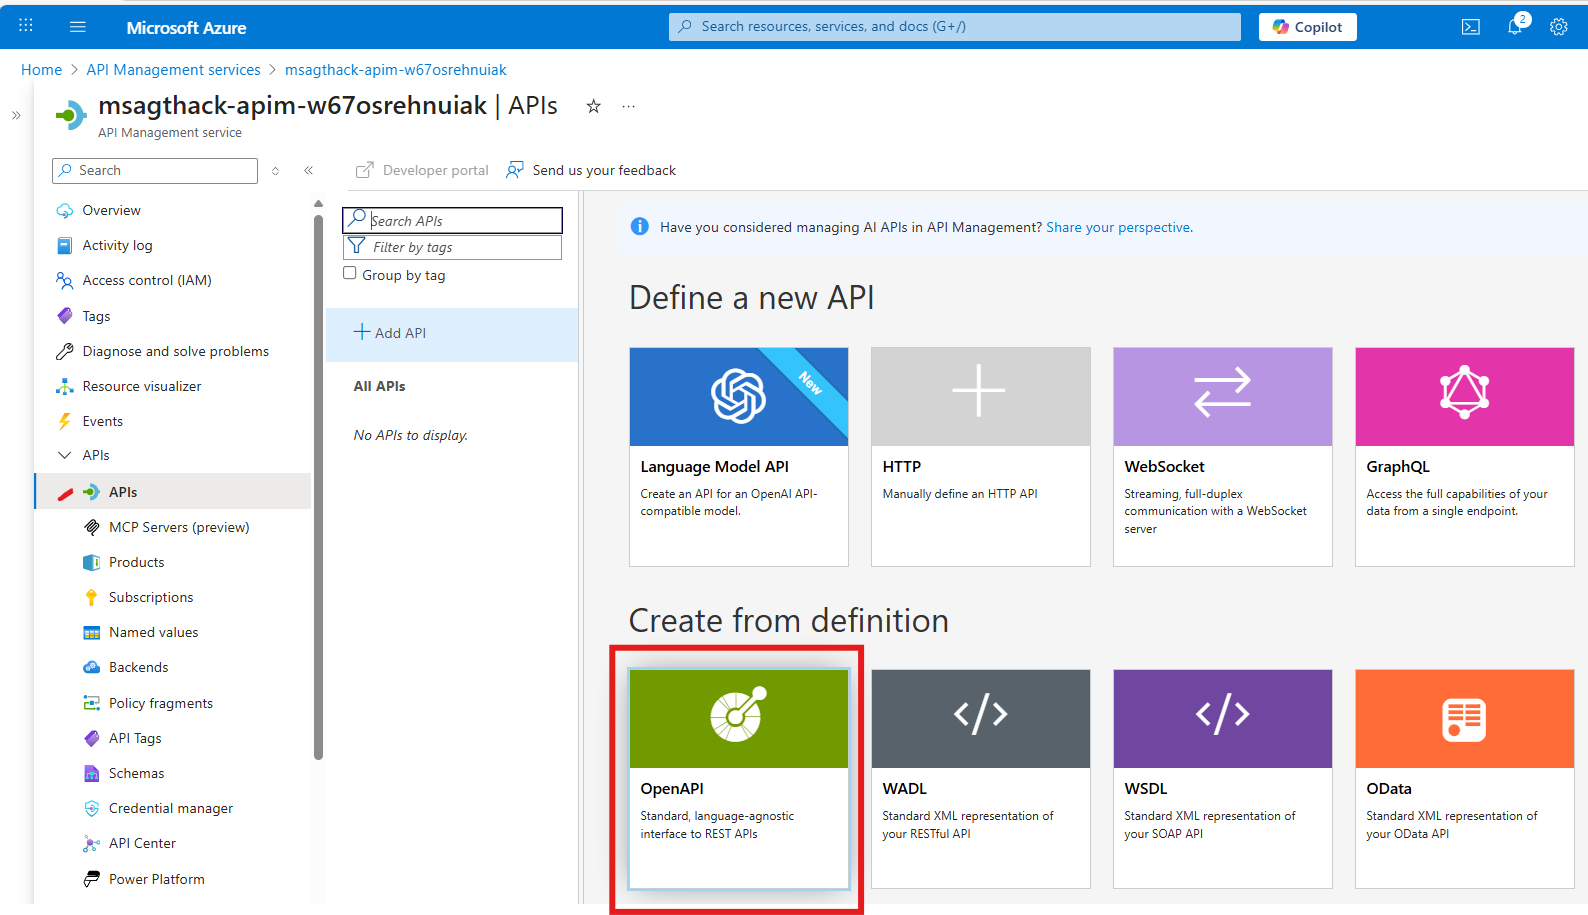 Microsoft Azure
Search resources, services, and docs (G+/)
Copilot
2
Home > API Management services > msagthack-apim-w67osrehnuiak
msagthack-apim-w67osrehnuiak | APIs
API Management service
Search
Developer portal
Send us your feedback
Overview
Activity log
Access control (IAM)
Tags
Diagnose and solve problems
Resource visualizer
Events
APIs
APIs
MCP Servers (preview)
Products
Subscriptions
Named values
Backends
Policy fragments
API Tags
Schemas
Credential manager
API Center
Power Platform
Search APIs
Filter by tags
Group by tag
Add API
All APIs
No APIs to display.
Have you considered managing AI APIs in API Management? Share your perspective.
Define a new API
New
Language Model API
Create an API for an OpenAI API-
compatible model.
HTTP
Manually define an HTTP API
WebSocket
Streaming, full-duplex
communication with a WebSocket
server
GraphQL
Access the full capabilities of your
data from a single endpoint.
Create from definition
OpenAPI
Standard, language-agnostic
interface to REST APIs
WADL
Standard XML representation of
your RESTful API
WSDL
Standard XML representation of
your SOAP API
OData
Standard XML representation of
your OData API